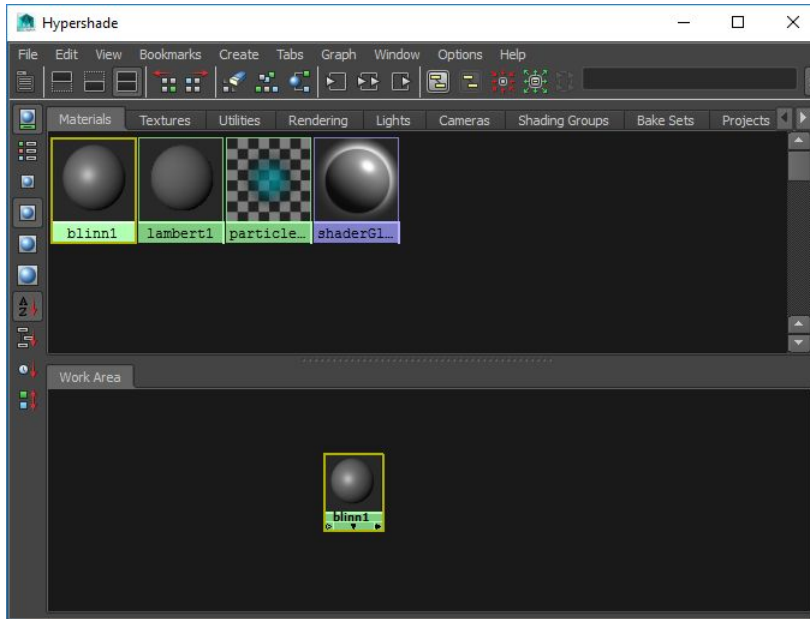 Hypershade
File Edit View Bookmarks Create Tabs Graph Window Options Help
Materials Textures Utilities Rendering Lights Cameras Shading Groups Bake Sets Projects
blinn1 lambert1 particle… shaderGl…
A
Z
Work Area
blinn1